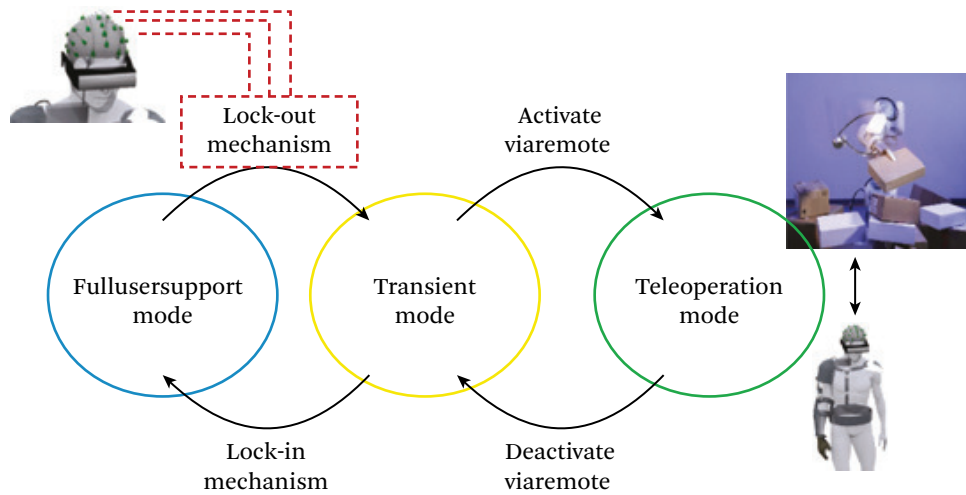 Lock-out
mechanism
Activate
viaremote
Fullusersupport
mode
Transient
mode
Teleoperation
mode
Lock-in
mechanism
Deactivate
viaremote